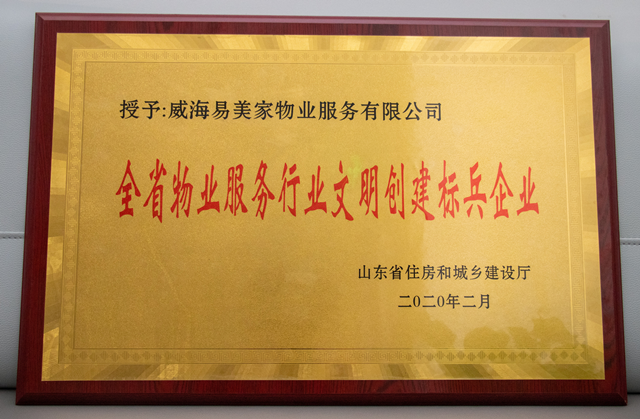 授予:威海易美家物业服务有限公司
全省物业服务行业文明创建标兵企业
山东省住房和城乡建设厅
二〇二〇年二月